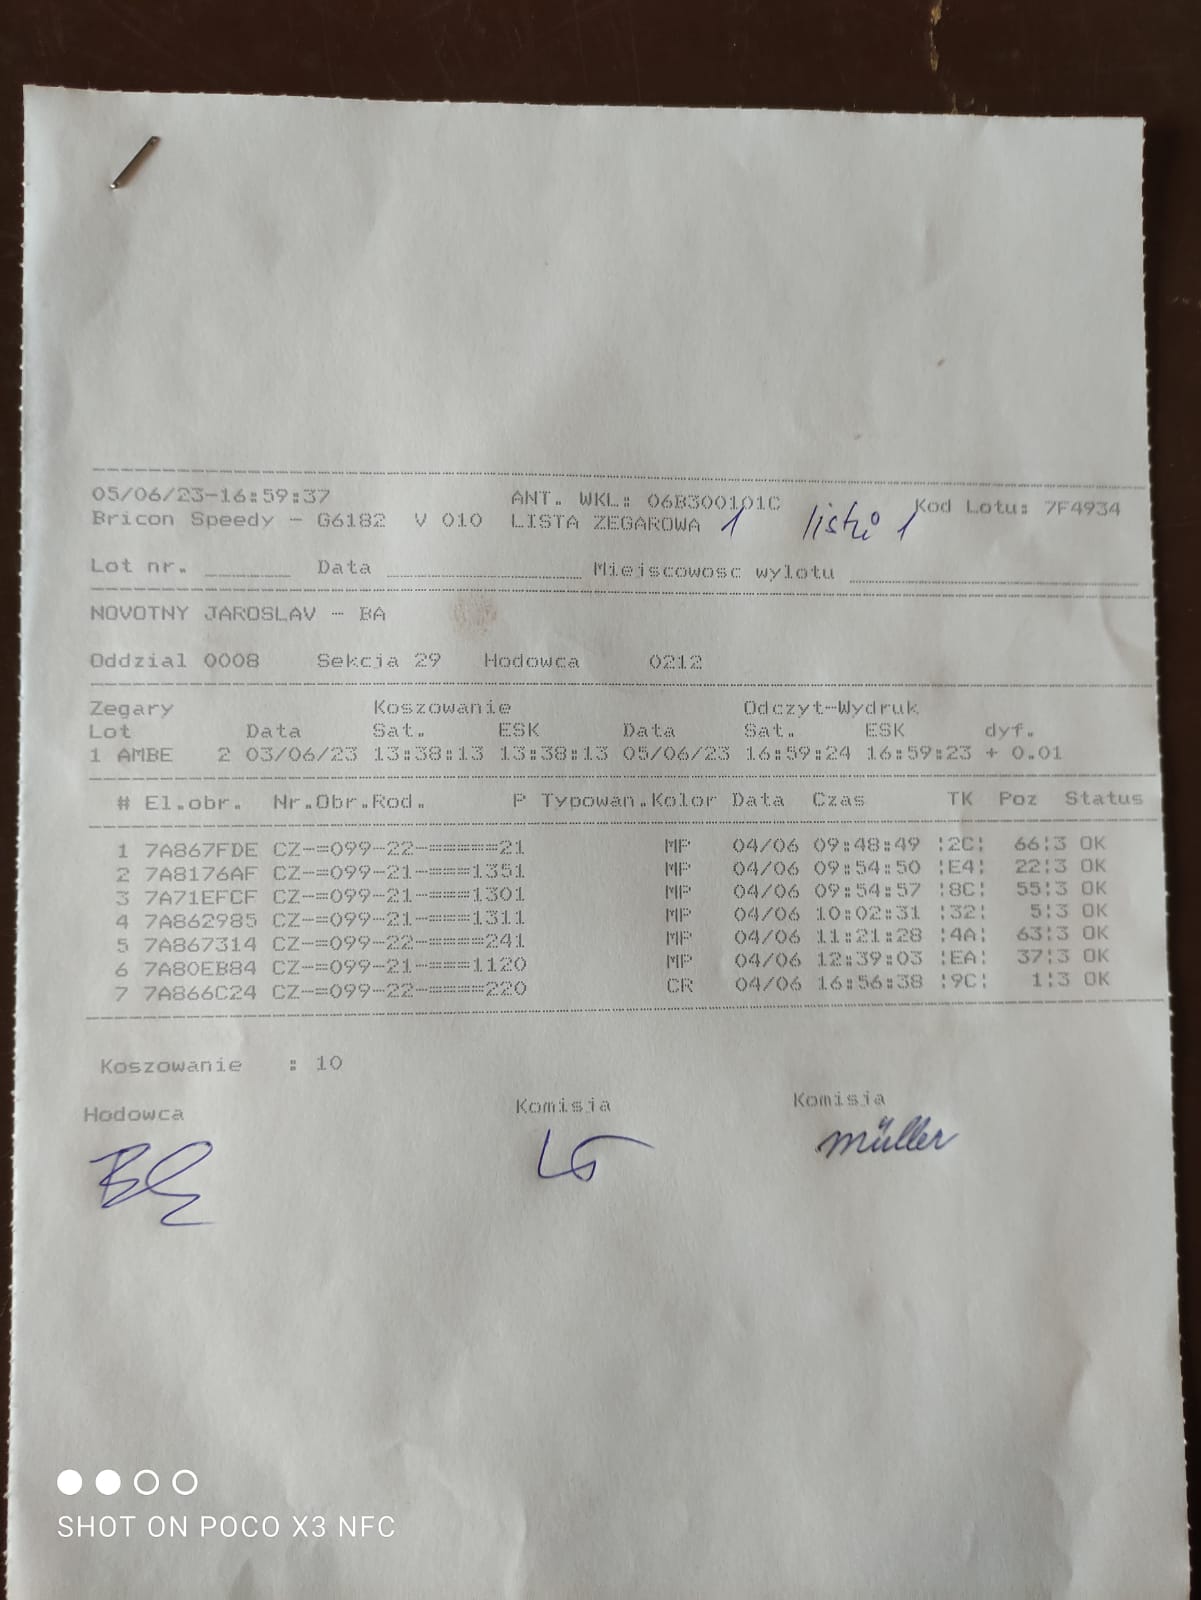 05/06/23-16:59:37 ANT. WKL: 06B300101C Kod Lotu: 7F4934
Bricon Speedy - G6182 V 010 LISTA ZEGAROWA 1
Lot nr. Data Miejscowosc wylotu
NOVOTNY JAROSLAV - BA
Oddzial 0008 Sekcja 29 Hodowca 0212
Zegary Koszowanie Odczyt-Wydruk
Lot Data Sat. ESK Data Sat. ESK dyf.
1 AMBE 2 03/06/23 13:38:13 13:38:13 05/06/23 16:59:24 16:59:23 + 0.01
# El.obr. Nr.Obr.Rod. P Typowan.Kolor Data Czas TK Poz Status
1 7A867FDE CZ-=099-22-=====21 MP 04/06 09:48:49 ¦2C¦ 66¦3 OK
2 7A8176AF CZ-=099-21-===1351 MP 04/06 09:54:50 ¦E4¦ 22¦3 OK
3 7A71EFCF CZ-=099-21-===1301 MP 04/06 09:54:57 ¦8C¦ 55¦3 OK
4 7A862985 CZ-=099-21-===1311 MP 04/06 10:02:31 ¦32¦ 5¦3 OK
5 7A867314 CZ-=099-22-====241 MP 04/06 11:21:28 ¦4A¦ 63¦3 OK
6 7A80EB84 CZ-=099-21-===1120 MP 04/06 12:39:03 ¦EA¦ 37¦3 OK
7 7A866C24 CZ-=099-22-====220 CR 04/06 16:56:38 ¦9C¦ 1¦3 OK
Koszowanie : 10
Hodowca Komisja Komisja
müller
SHOT ON POCO X3 NFC